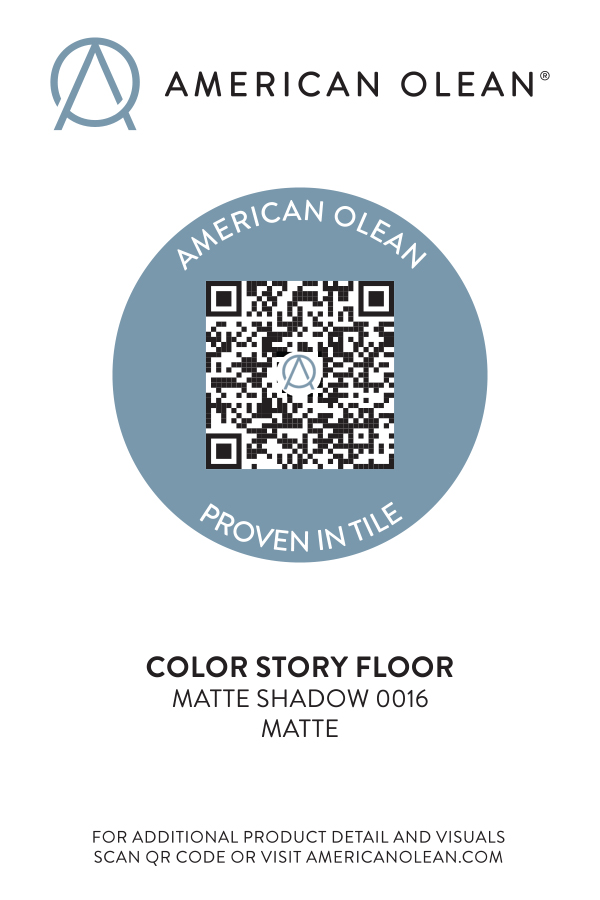 AMERICAN OLEAN®
AMERICAN OLEAN
PROVEN IN TILE
COLOR STORY FLOOR
MATTE SHADOW 0016
MATTE
FOR ADDITIONAL PRODUCT DETAIL AND VISUALS
SCAN QR CODE OR VISIT AMERICANOLEAN.COM